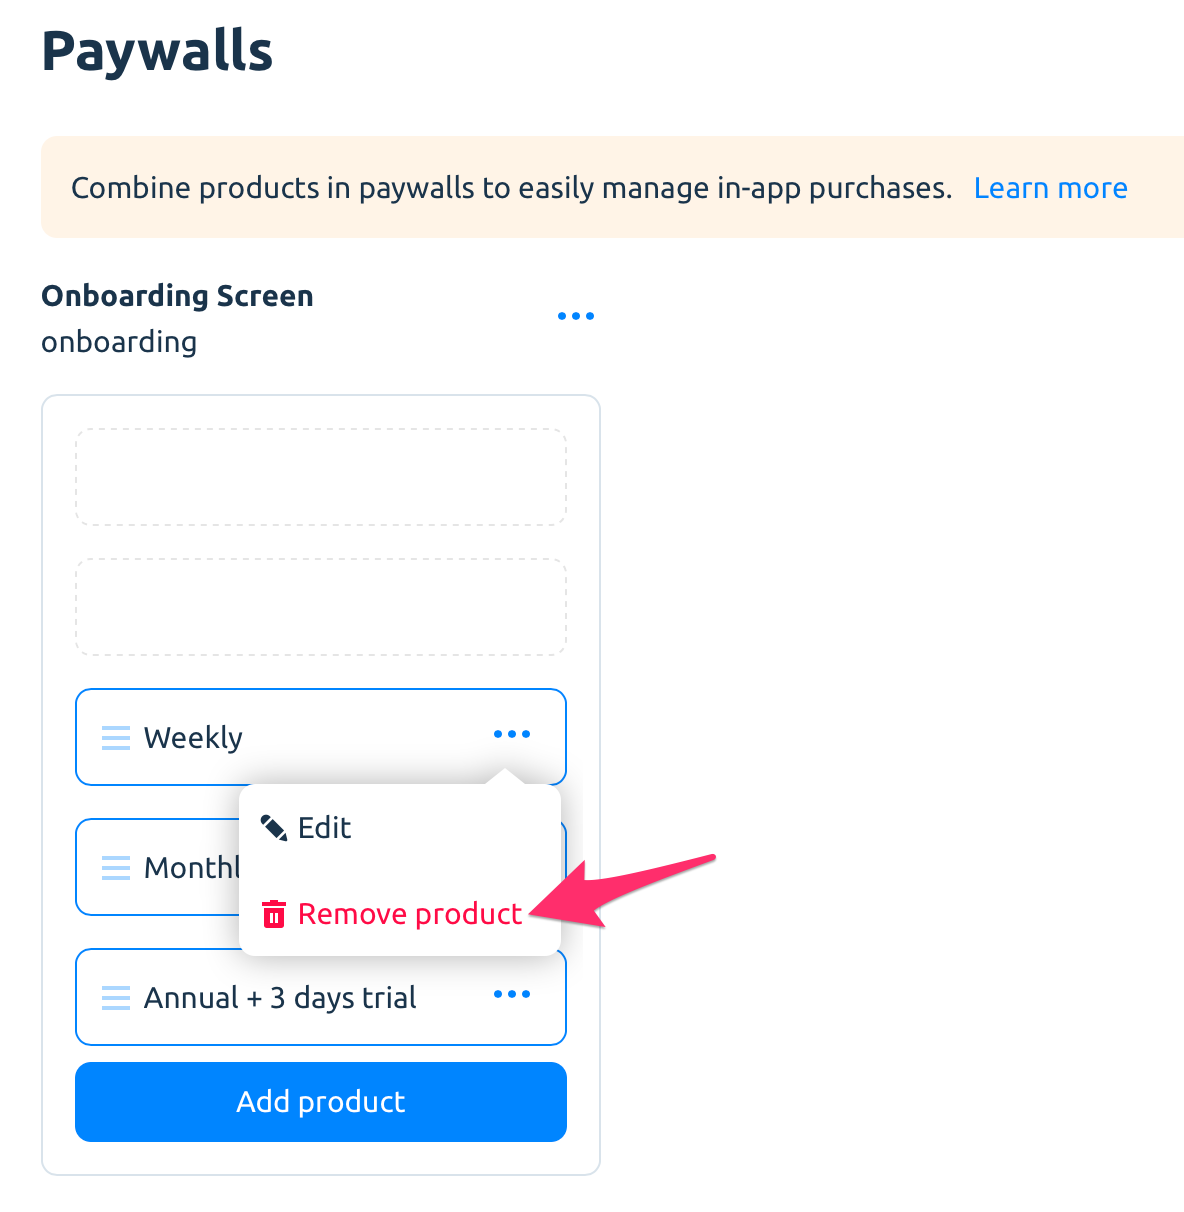 Paywalls
Combine products in paywalls to easily manage in-app purchases. Learn more
Onboarding Screen
onboarding
Weekly
Edit
Monthl
Remove product
Annual + 3 days trial
Add product